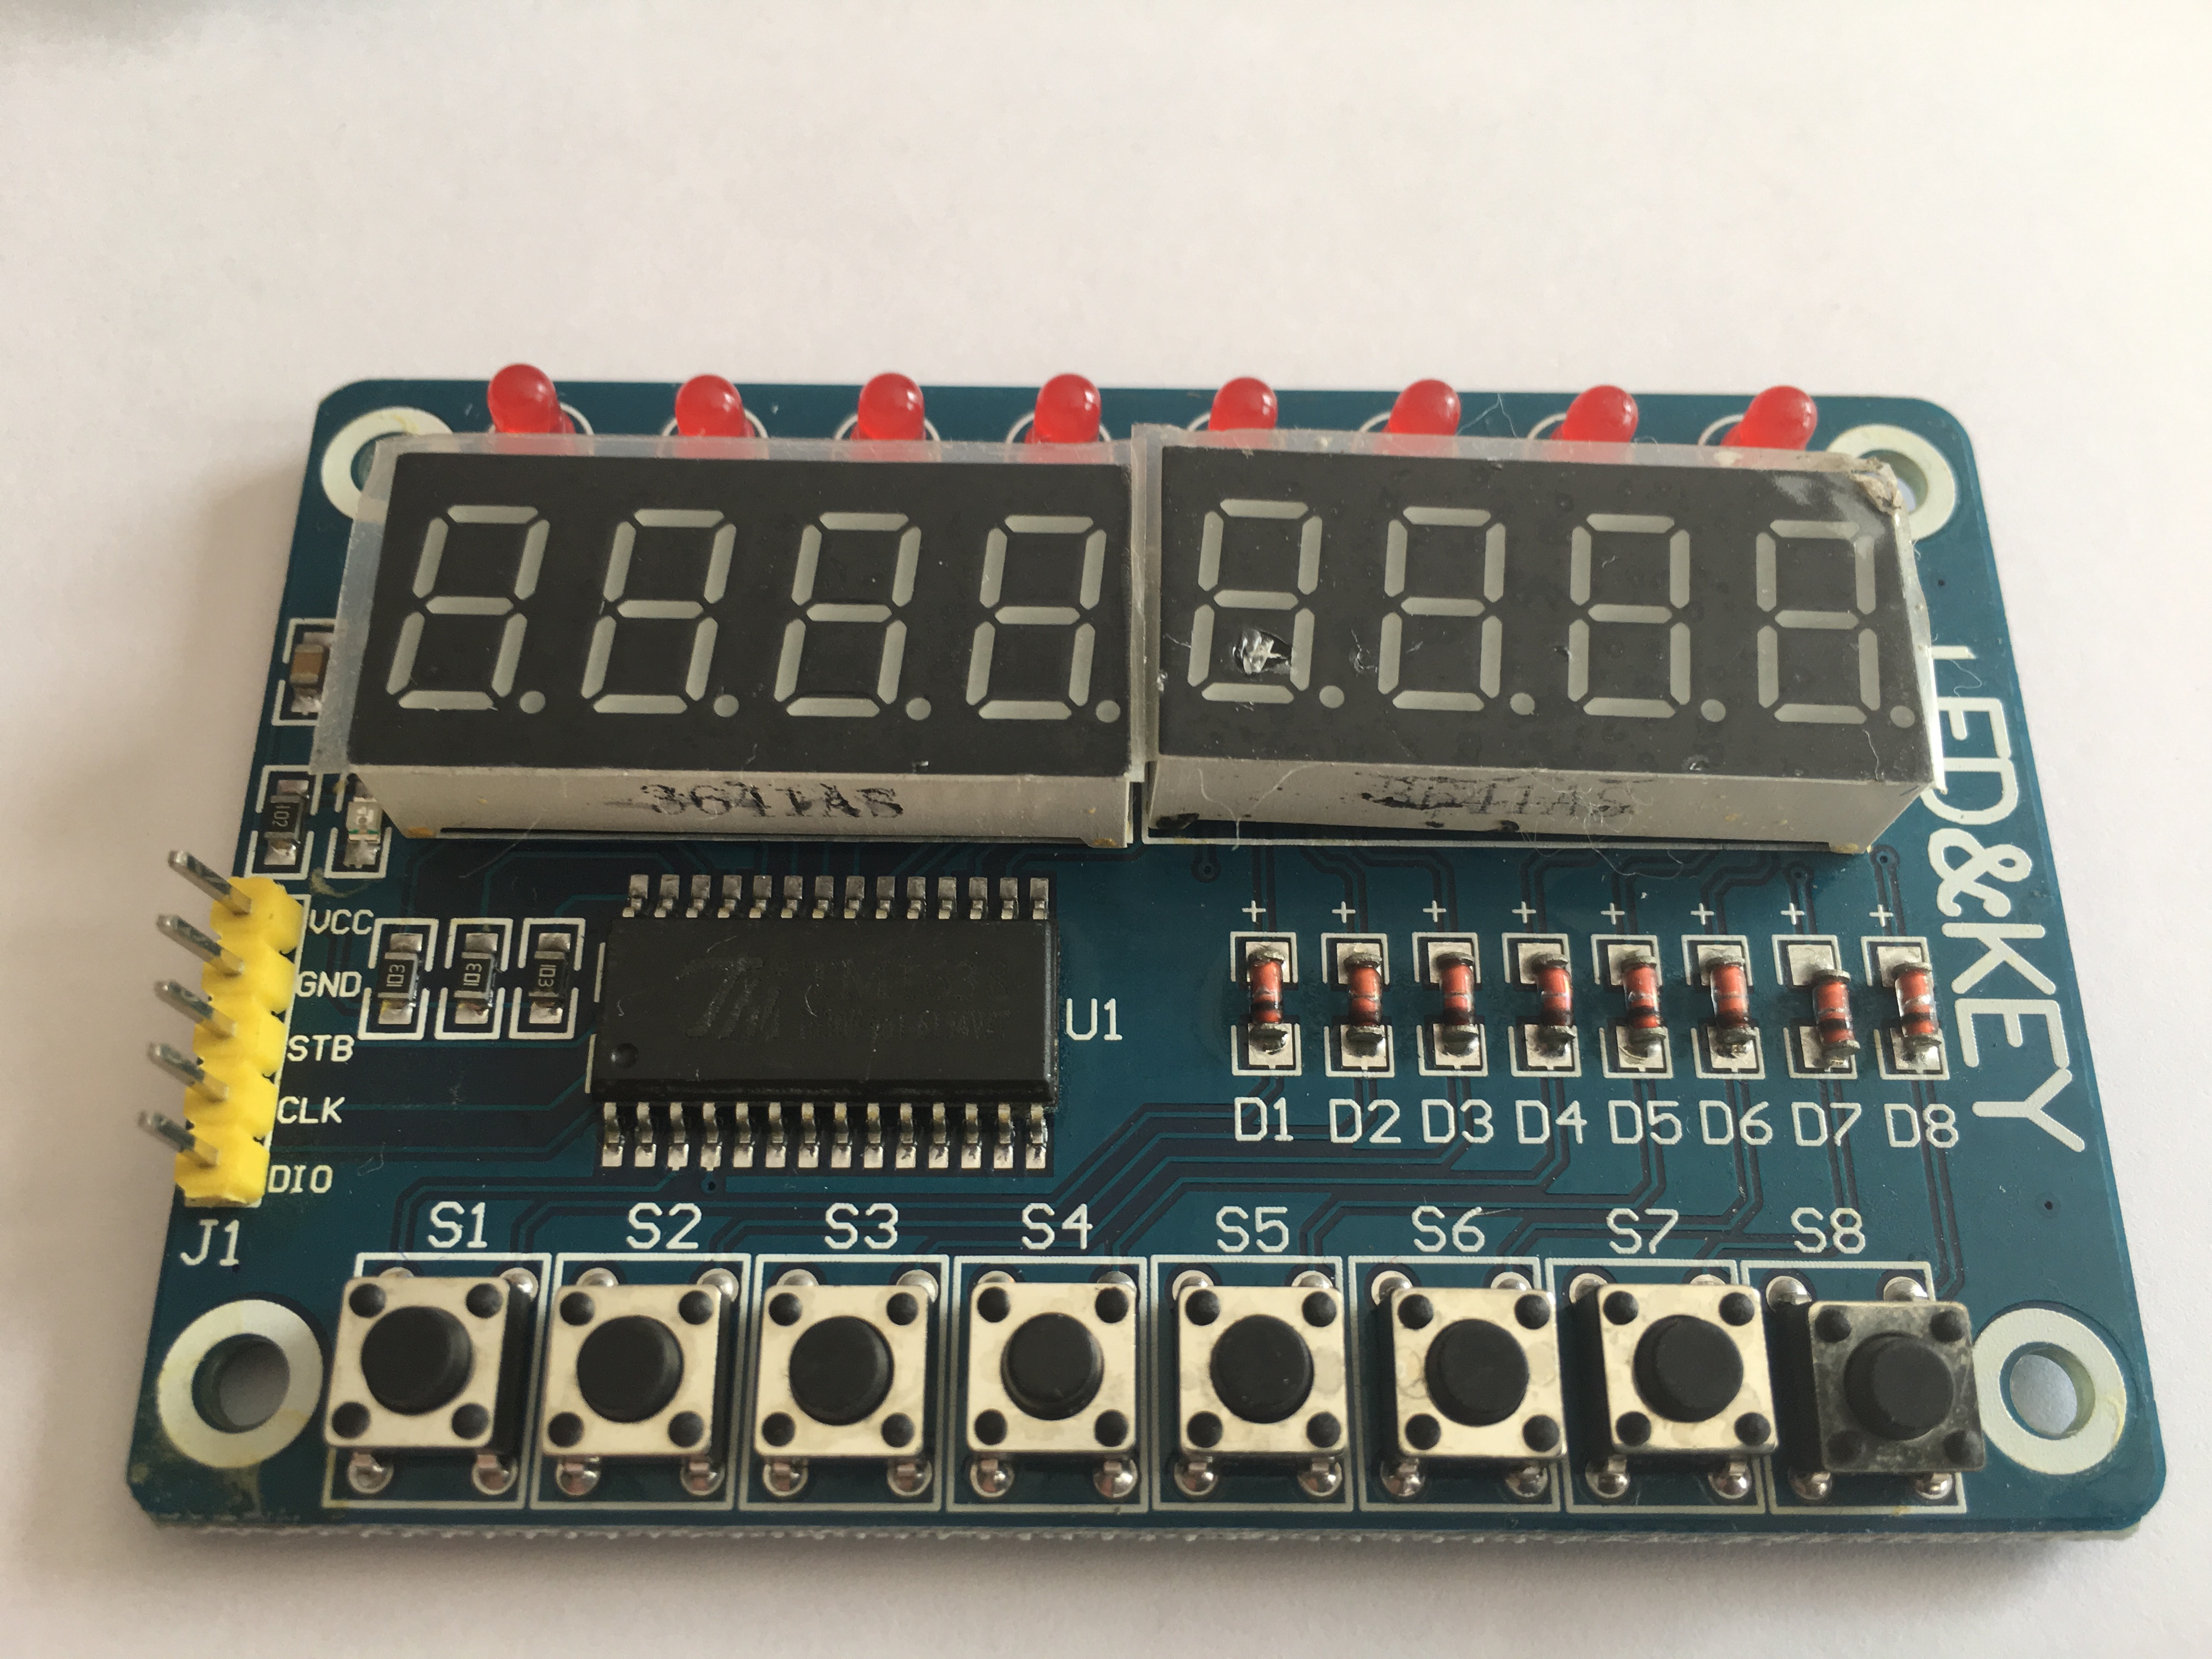 3641AS
3641AS
LED&KEY
102
VCC
GND
STB
CLK
DIO
J1
103
103
103
U1
+ + + + + + + +
D1 D2 D3 D4 D5 D6 D7 D8
S1 S2 S3 S4 S5 S6 S7 S8